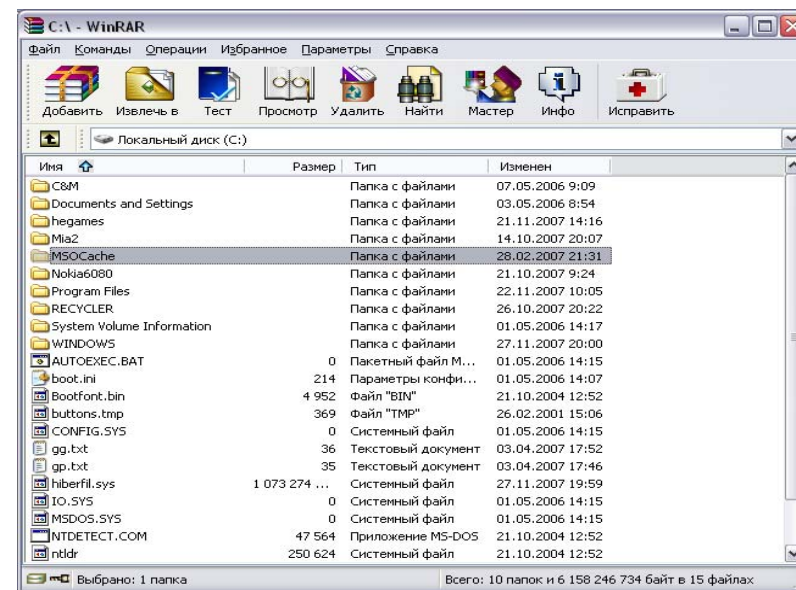 C:\ - WinRAR
Файл Команды Операции Избранное Параметры Справка
Добавить Извлечь в Тест Просмотр Удалить Найти Мастер Инфо Исправить
Локальный диск (C:)
Имя Размер Тип Изменен
C&M Папка с файлами 07.05.2006 9:09
Documents and Settings Папка с файлами 03.05.2006 8:54
hegames Папка с файлами 21.11.2007 14:16
Mia2 Папка с файлами 14.10.2007 20:07
MSOCache Папка с файлами 28.02.2007 21:31
Nokia6080 Папка с файлами 21.10.2007 9:24
Program Files Папка с файлами 22.11.2007 10:05
RECYCLER Папка с файлами 26.10.2007 20:22
System Volume Information Папка с файлами 01.05.2006 14:17
WINDOWS Папка с файлами 27.11.2007 20:00
AUTOEXEC.BAT 0 Пакетный файл M... 01.05.2006 14:15
boot.ini 214 Параметры конфи... 01.05.2006 14:07
Bootfont.bin 4 952 Файл "BIN" 21.10.2004 12:52
buttons.tmp 369 Файл "TMP" 26.02.2001 15:06
CONFIG.SYS 0 Системный файл 01.05.2006 14:15
gg.txt 36 Текстовый документ 03.04.2007 17:52
gp.txt 35 Текстовый документ 03.04.2007 17:46
hiberfil.sys 1 073 274 ... Системный файл 27.11.2007 19:59
IO.SYS 0 Системный файл 01.05.2006 14:15
MSDOS.SYS 0 Системный файл 01.05.2006 14:15
NTDETECT.COM 47 564 Приложение MS-DOS 21.10.2004 12:52
ntldr 250 624 Системный файл 21.10.2004 12:52
Выбрано: 1 папка Всего: 10 папок и 6 158 246 734 байт в 15 файлах